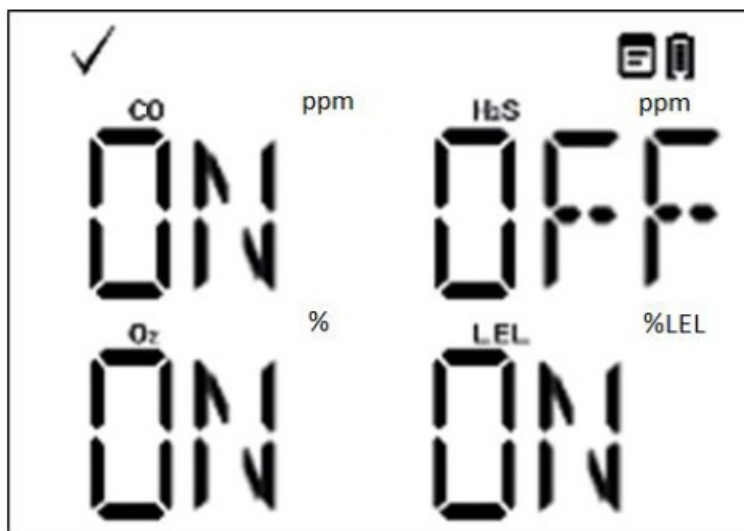 CO ppm H₂S ppm
ON OFF
O₂ % LEL %LEL
ON ON